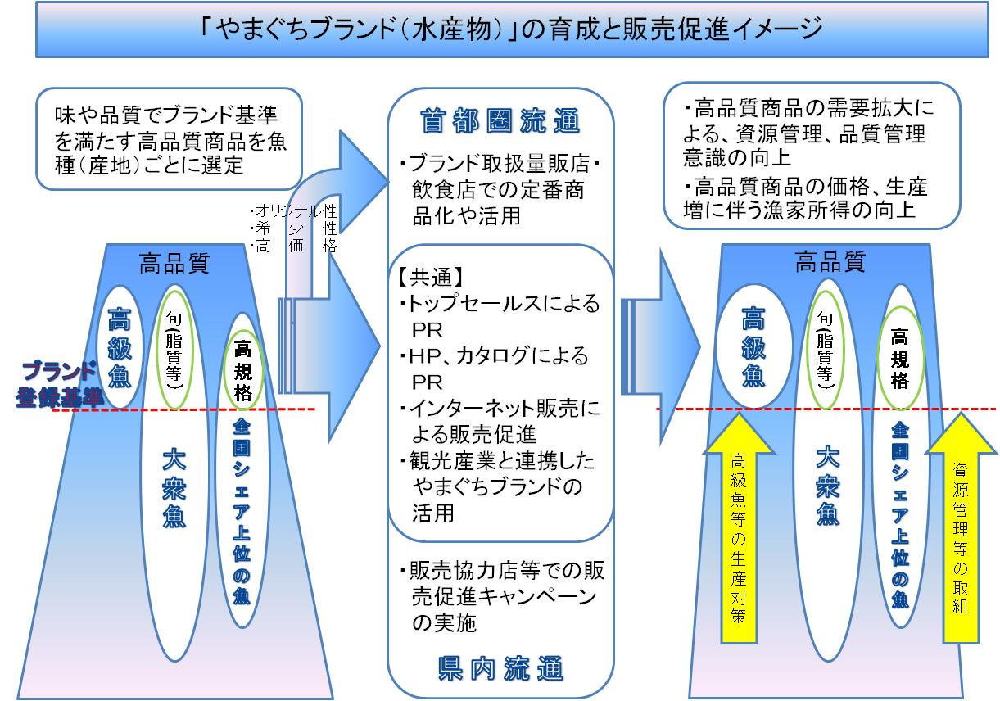 「やまぐちブランド（水産物）」の育成と販売促進イメージ
味や品質でブランド基準
を満たす高品質商品を魚
種（産地）ごとに選定
・オリジナル性
・希少性
・高価格
高品質
高級魚
旬（脂質等）
高規格
ブランド
登録基準
大衆魚
全国シェア上位の魚
首都圏流通
・ブランド取扱量販店・
飲食店での定番商
品化や活用
【共通】
・トップセールスによる
PR
・HP、カタログによる
PR
・インターネット販売に
よる販売促進
・観光産業と連携した
やまぐちブランドの
活用
・販売協力店等での販
売促進キャンペーン
の実施
県内流通
・高品質商品の需要拡大に
よる、資源管理、品質管理
意識の向上
・高品質商品の価格、生産
増に伴う漁家所得の向上
高品質
高級魚
旬（脂質等）
高規格
大衆魚
全国シェア上位の魚
高級魚等の生産対策
資源管理等の取組